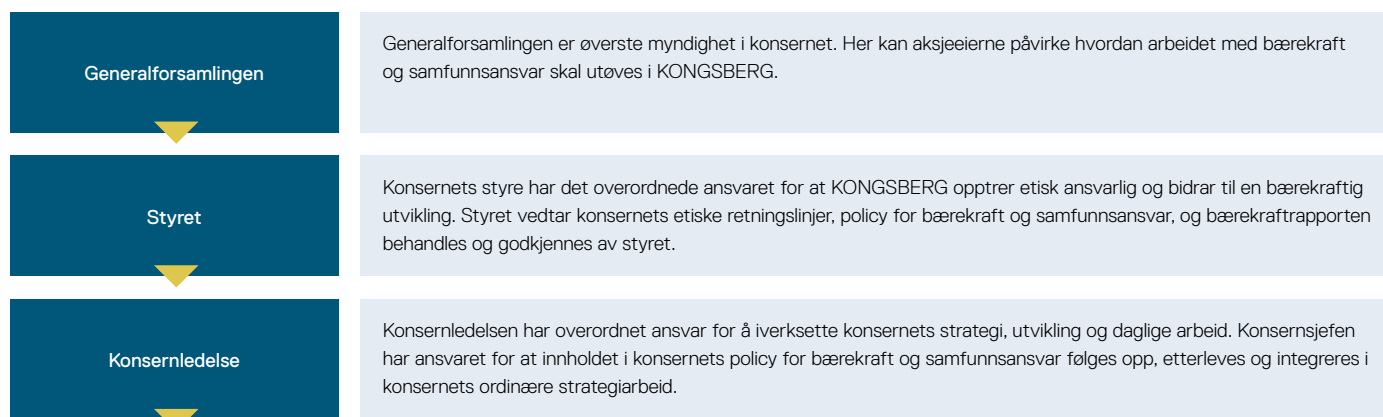 Generalforsamlingen
Generalforsamlingen er øverste myndighet i konsernet. Her kan aksjeeierne påvirke hvordan arbeidet med bærekraft
og samfunnsansvar skal utøves i KONGSBERG.
Styret
Konsernets styre har det overordnede ansvaret for at KONGSBERG opptrer etisk ansvarlig og bidrar til en bærekraftig
utvikling. Styret vedtar konsernets etiske retningslinjer, policy for bærekraft og samfunnsansvar, og bærekraftrapporten
behandles og godkjennes av styret.
Konsernledelse
Konsernledelsen har overordnet ansvar for å iverksette konsernets strategi, utvikling og daglige arbeid. Konsernsjefen
har ansvaret for at innholdet i konsernets policy for bærekraft og samfunnsansvar følges opp, etterleves og integreres i
konsernets ordinære strategiarbeid.